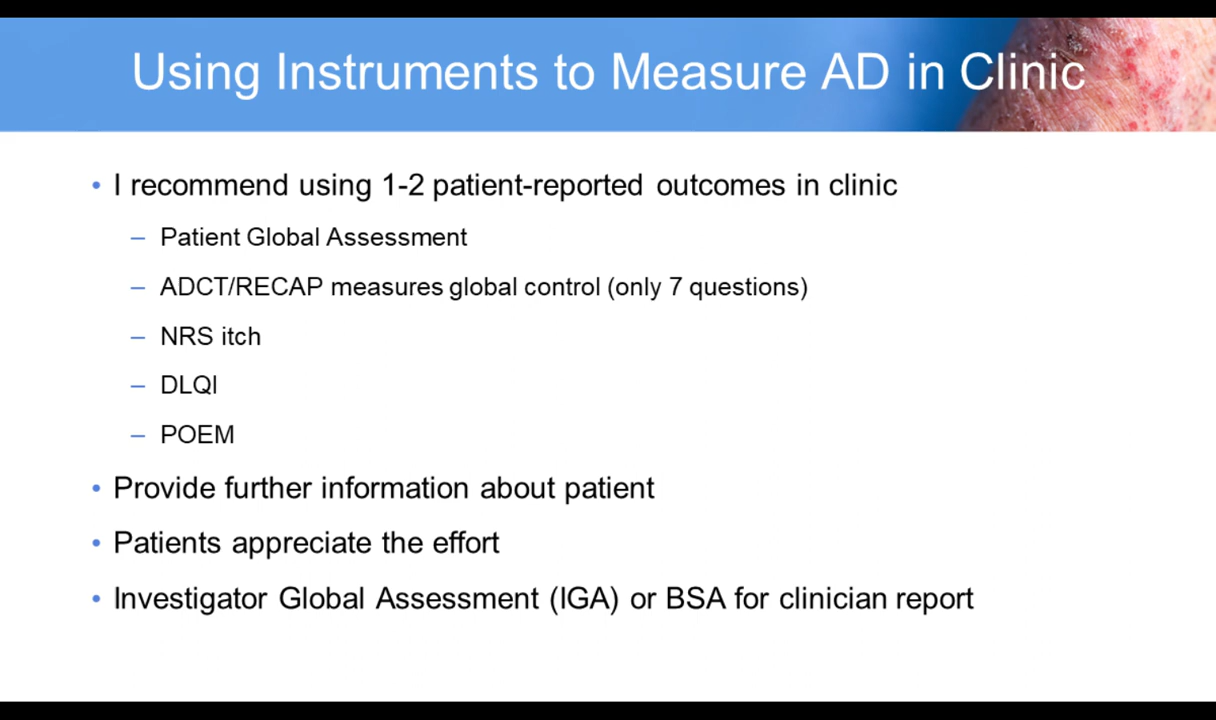 Using Instruments to Measure AD in Clinic
• I recommend using 1-2 patient-reported outcomes in clinic
– Patient Global Assessment
– ADCT/RECAP measures global control (only 7 questions)
– NRS itch
– DLQI
– POEM
• Provide further information about patient
• Patients appreciate the effort
• Investigator Global Assessment (IGA) or BSA for clinician report